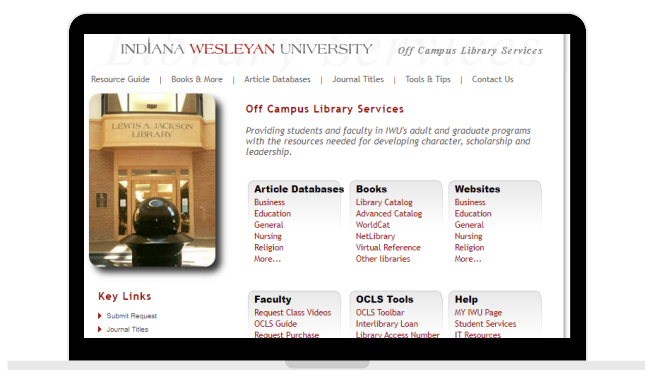 Library Services
INDIANA WESLEYAN UNIVERSITY
Off Campus Library Services
Resource Guide | Books & More | Article Databases | Journal Titles | Tools & Tips | Contact Us
LEWIS A. JACKSON
LIBRARY
Off Campus Library Services
Providing students and faculty in IWU's adult and graduate programs
with the resources needed for developing character, scholarship and
leadership.
Article Databases
Business
Education
General
Nursing
Religion
More...
Books
Library Catalog
Advanced Catalog
WorldCat
NetLibrary
Virtual Reference
Other libraries
Websites
Business
Education
General
Nursing
Religion
More...
Key Links
Submit Request
Journal Titles
Faculty
Request Class Videos
OCLS Guide
Request Purchase
OCLS Tools
OCLS Toolbar
Interlibrary Loan
Library Access Number
Help
MY IWU Page
Student Services
IT Resources